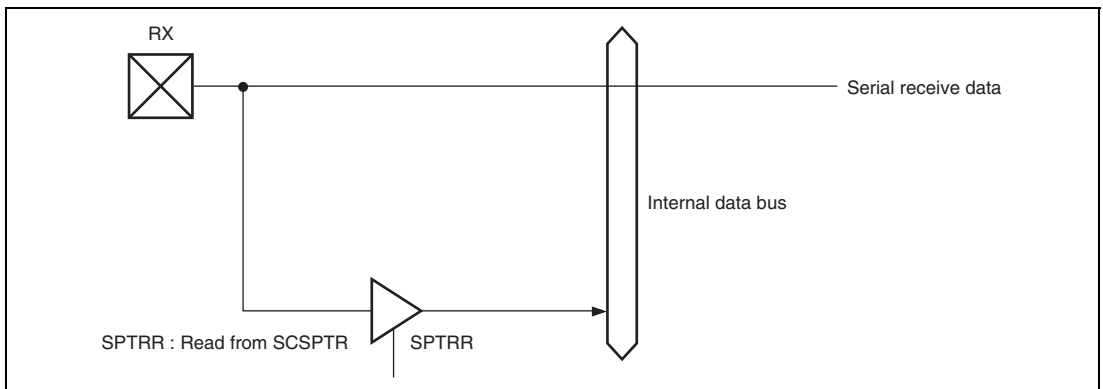 RX
Serial receive data
Internal data bus
SPTRR : Read from SCSPTR
SPTRR